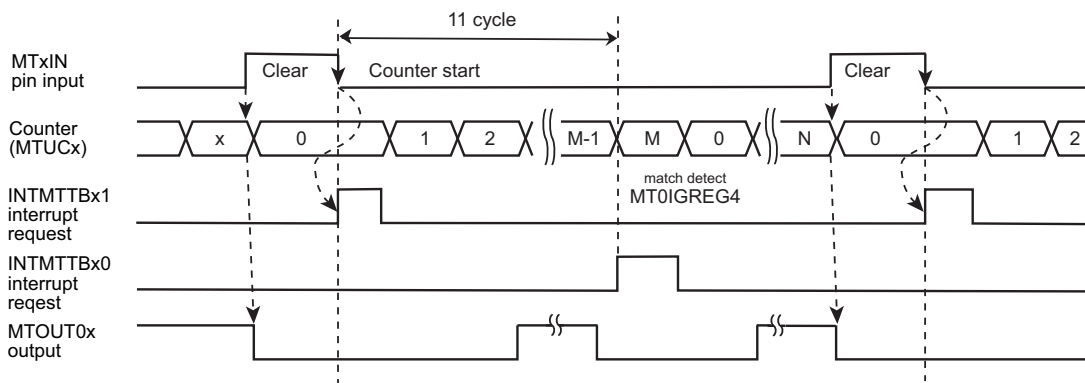 11 cycle
MTxIN
pin input
Clear
Counter start
Clear
Counter
(MTUCx)
x 0 1 2 M-1 M 0 N 0 1 2
match detect
MT0IGREG4
INTMTTBx1
interrupt
request
INTMTTBx0
interrupt
reqest
MTOUT0x
output